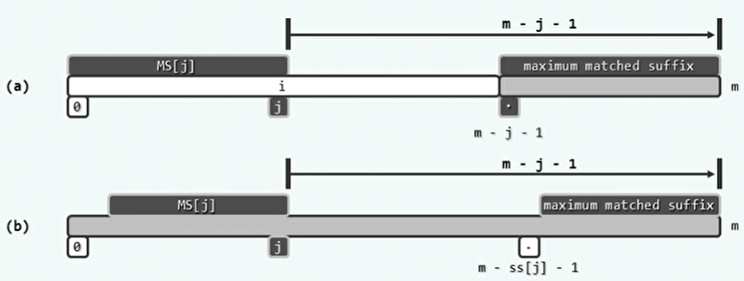 m - j - 1
MS[j]
maximum matched suffix
(a)
i
m
0
j
·
m - j - 1
m - j - 1
MS[j]
maximum matched suffix
(b)
m
0
j
·
m - ss[j] - 1